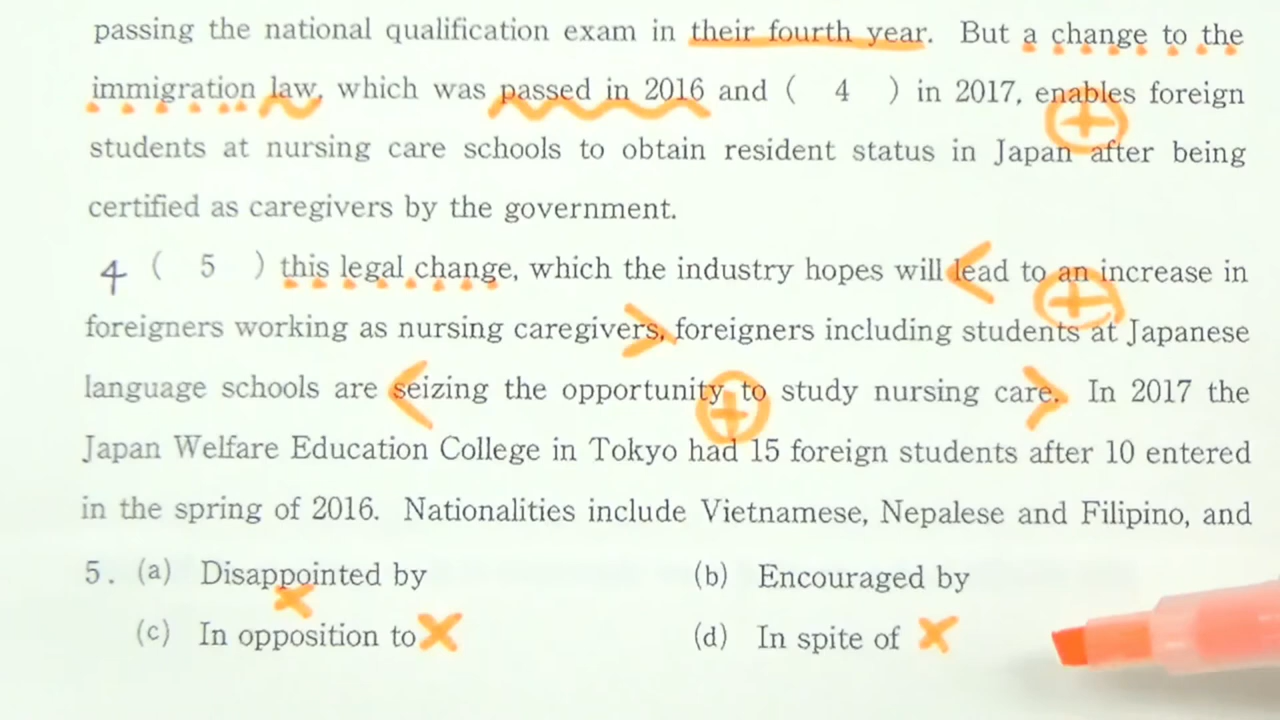 passing the national qualification exam in their fourth year. But a change to the
immigration law, which was passed in 2016 and ( 4 ) in 2017, enables foreign
students at nursing care schools to obtain resident status in Japan after being
certified as caregivers by the government.
4 ( 5 ) this legal change, which the industry hopes will lead to an increase in
foreigners working as nursing caregivers, foreigners including students at Japanese
language schools are seizing the opportunity to study nursing care. In 2017 the
Japan Welfare Education College in Tokyo had 15 foreign students after 10 entered
in the spring of 2016. Nationalities include Vietnamese, Nepalese and Filipino, and
5. (a) Disappointed by (b) Encouraged by
(c) In opposition to (d) In spite of